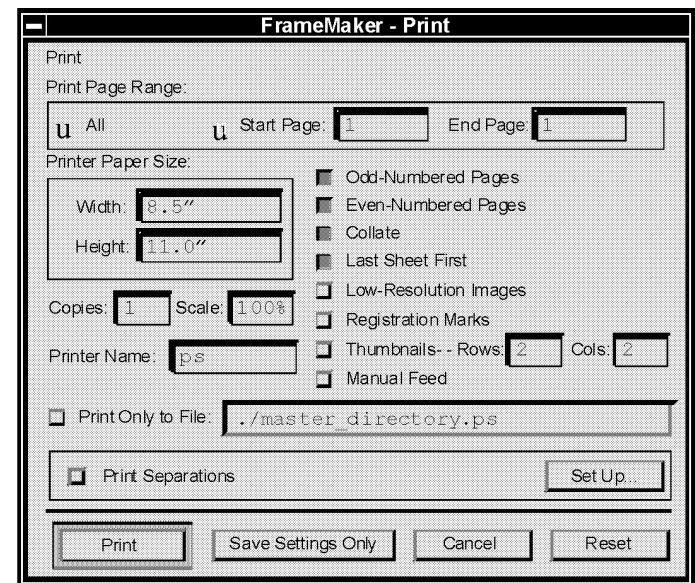 FrameMaker - Print
Print
Print Page Range:
u All u Start Page: 1 End Page: 1
Printer Paper Size:
Width: 8.5″
Height: 11.0″
Odd-Numbered Pages
Even-Numbered Pages
Collate
Last Sheet First
Low-Resolution Images
Registration Marks
Thumbnails-- Rows: 2 Cols: 2
Manual Feed
Copies: 1 Scale: 100%
Printer Name: ps
Print Only to File: ./master_directory.ps
Print Separations Set Up...
Print Save Settings Only Cancel Reset